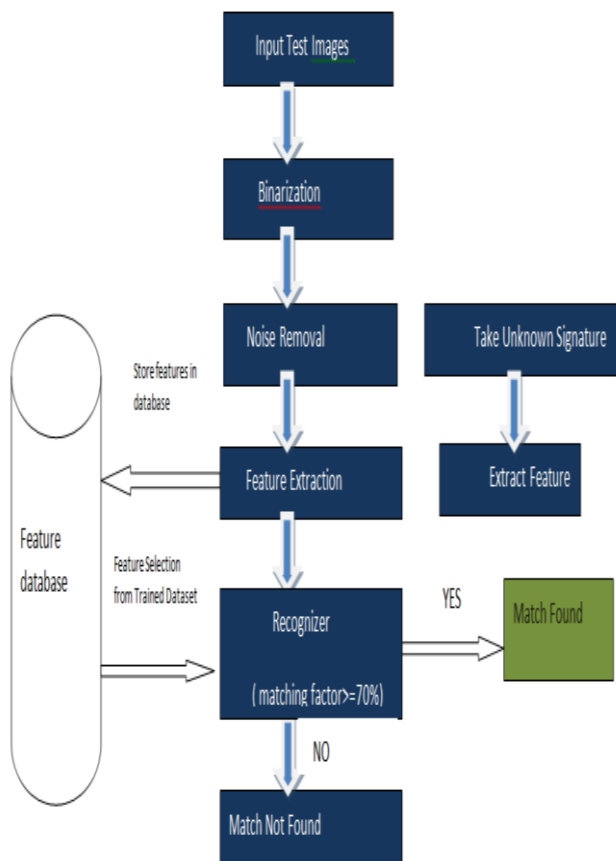 Input Test Images
Binarization
Noise Removal
Take Unknown Signature
Store features in
database
Feature Extraction
Extract Feature
Feature
database
Feature Selection
from Trained Dataset
Recognizer
( matching factor>=70%)
YES
Match Found
NO
Match Not Found